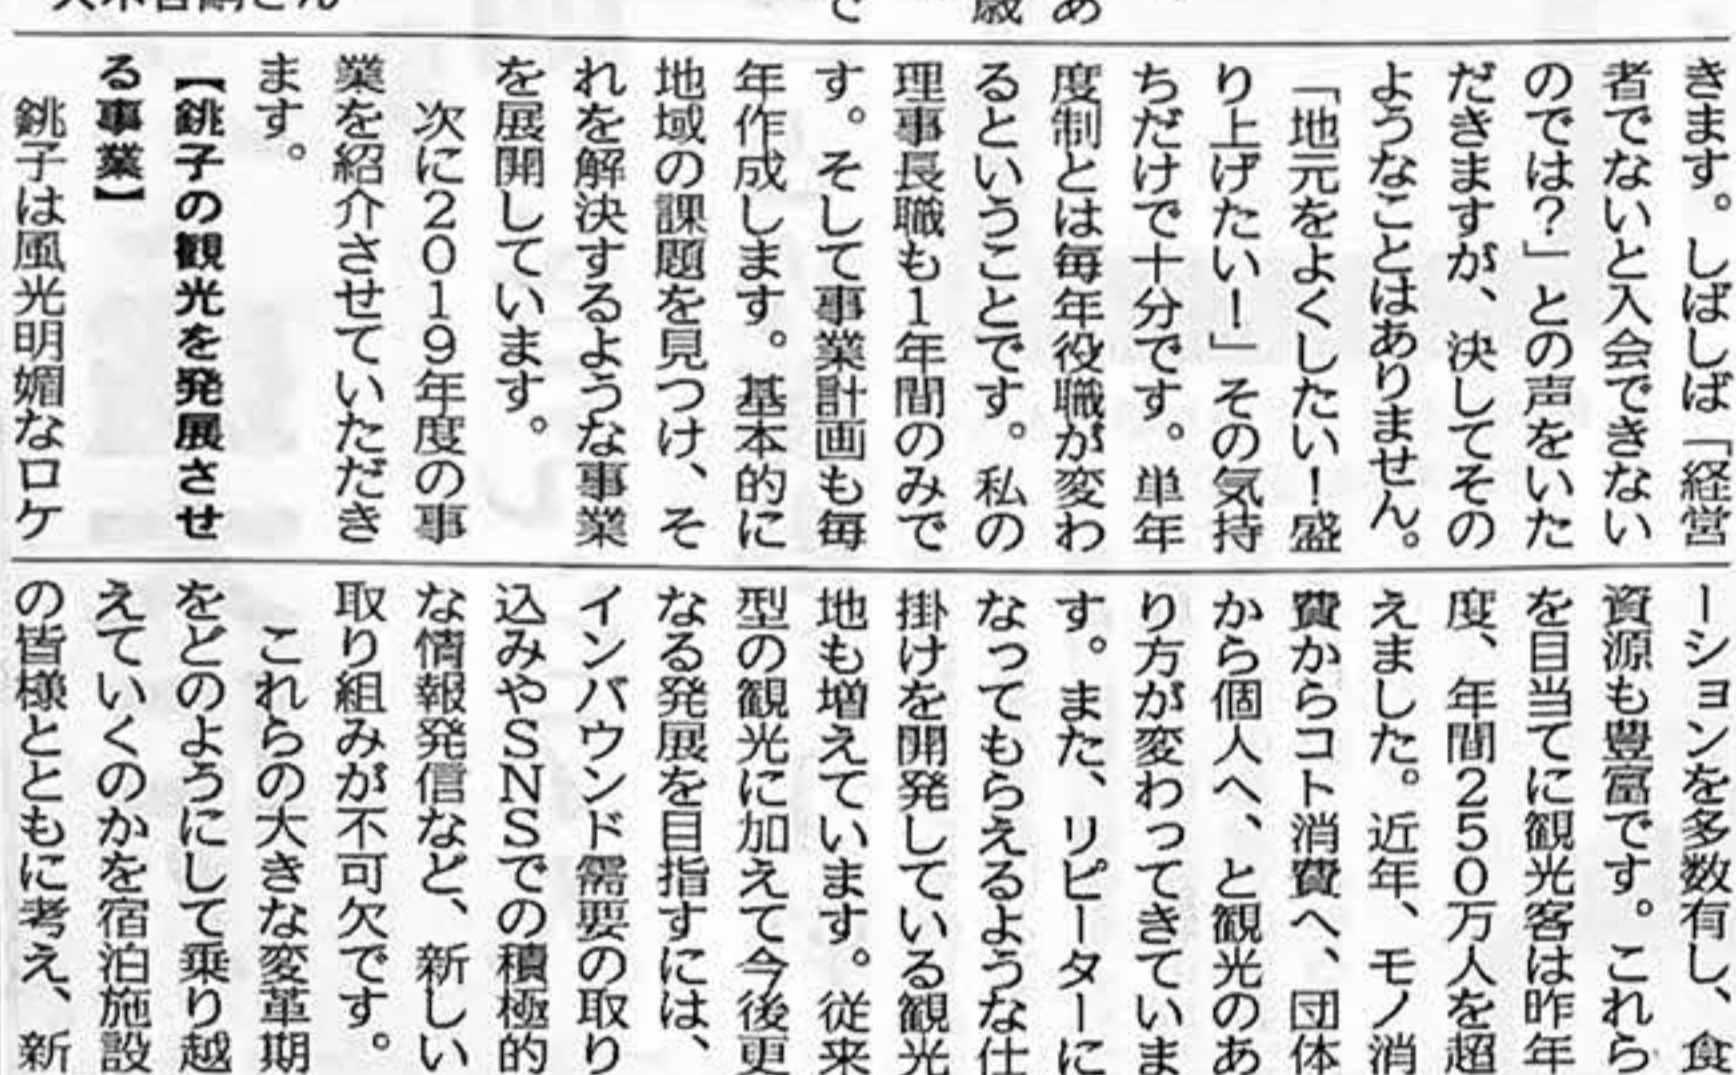 きます。しばしば「経営
者でないと入会できない
のでは?」との声をいた
だきますが、決してその
ようなことはありません。
「地元をよくしたい!盛
り上げたい!」その気持
ちだけで十分です。単年
度制とは毎年役職が変わ
るということです。私の
理事長職も1年間のみで
す。そして事業計画も毎
年作成します。基本的に
地域の課題を見つけ、そ
れを解決するような事業
を展開しています。
次に2019年度の事
業を紹介させていただき
ます。
【銚子の観光を発展させ
る事業】
銚子は風光明媚なロケ
ーションを多数有し、食
資源も豊富です。これら
を目当てに観光客は昨年
度、年間250万人を超
えました。近年、モノ消
費からコト消費へ、団体
から個人へ、と観光のあ
り方が変わってきていま
す。また、リピーターに
なってもらえるような仕
掛けを開発している観光
地も増えています。従来
型の観光に加えて今後更
なる発展を目指すには、
インバウンド需要の取り
込みやSNSでの積極的
な情報発信など、新しい
取り組みが不可欠です。
これらの大きな変革期
をどのようにして乗り越
えていくのかを宿泊施設
の皆様とともに考え、新